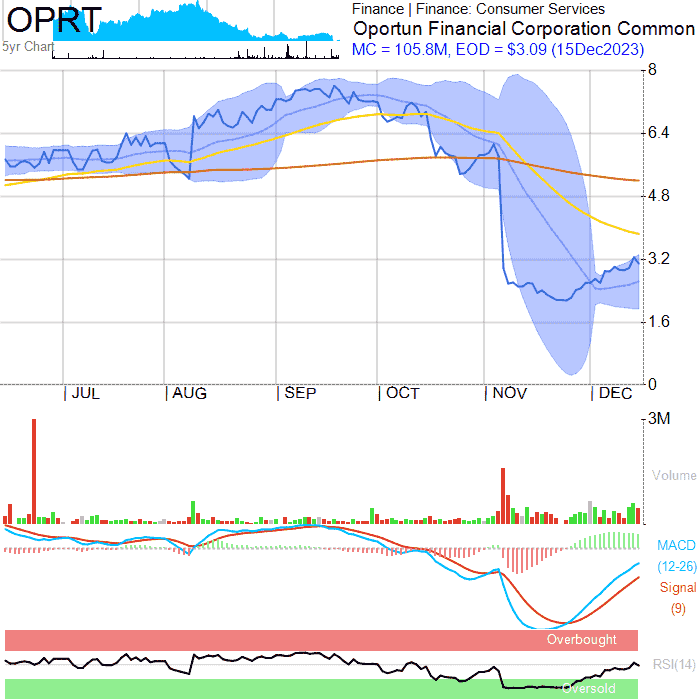 OPRT
Finance | Finance: Consumer Services
Oportun Financial Corporation Common
5yr Chart
MC = 105.8M, EOD = $3.09 (15Dec2023)
8
6.4
4.8
3.2
1.6
0
JUL AUG SEP OCT NOV DEC
3M
Volume
MACD
(12-26)
Signal
(9)
Overbought
RSI(14)
Oversold